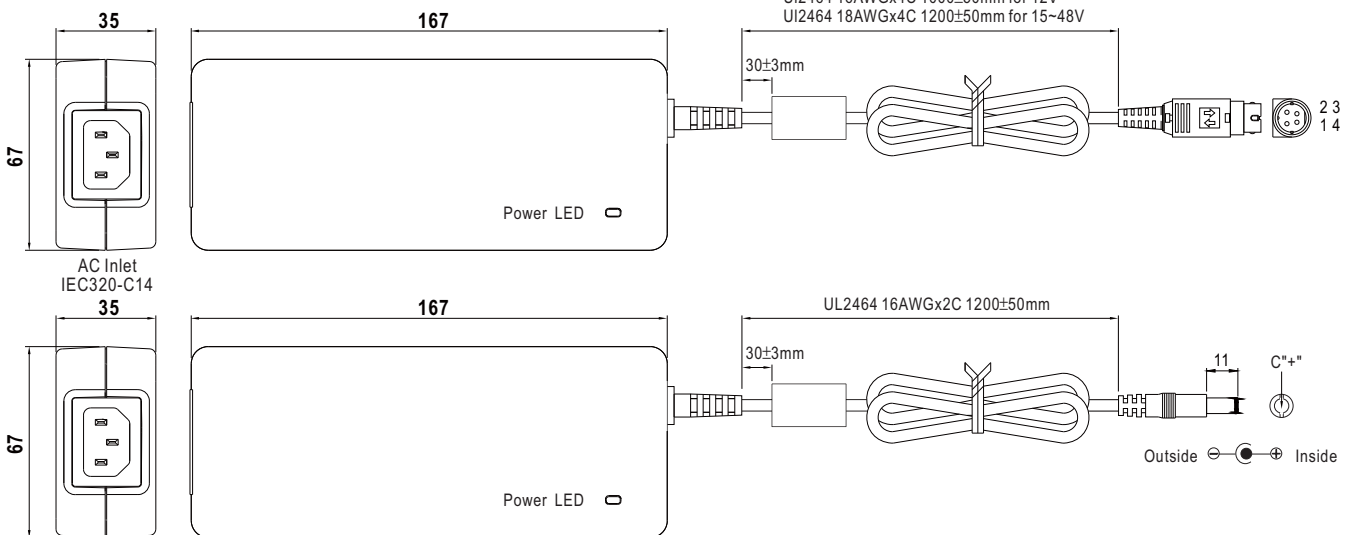 Ul2464 18AWGx4C 1200±50mm for 15~48V
35
167
30±3mm
2 3
1 4
67
Power LED
AC Inlet
IEC320-C14
35
167
UL2464 16AWGx2C 1200±50mm
30±3mm
11
C"+"
67
Outside
Inside
Power LED